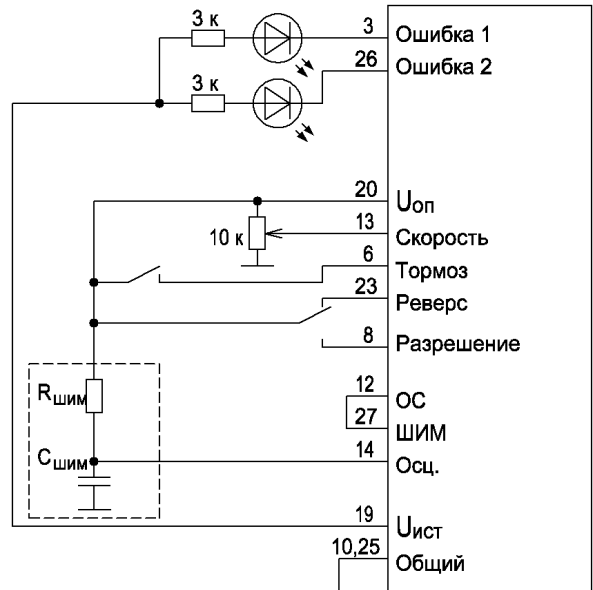 3 к 3 Ошибка 1
26 Ошибка 2
3 к
20 Uоп
13 Скорость
10 к
6 Тормоз
23 Реверс
8 Разрешение
12 ОС
Rшим
27 ШИМ
14 Осц.
Cшим
19 Uист
10,25 Общий